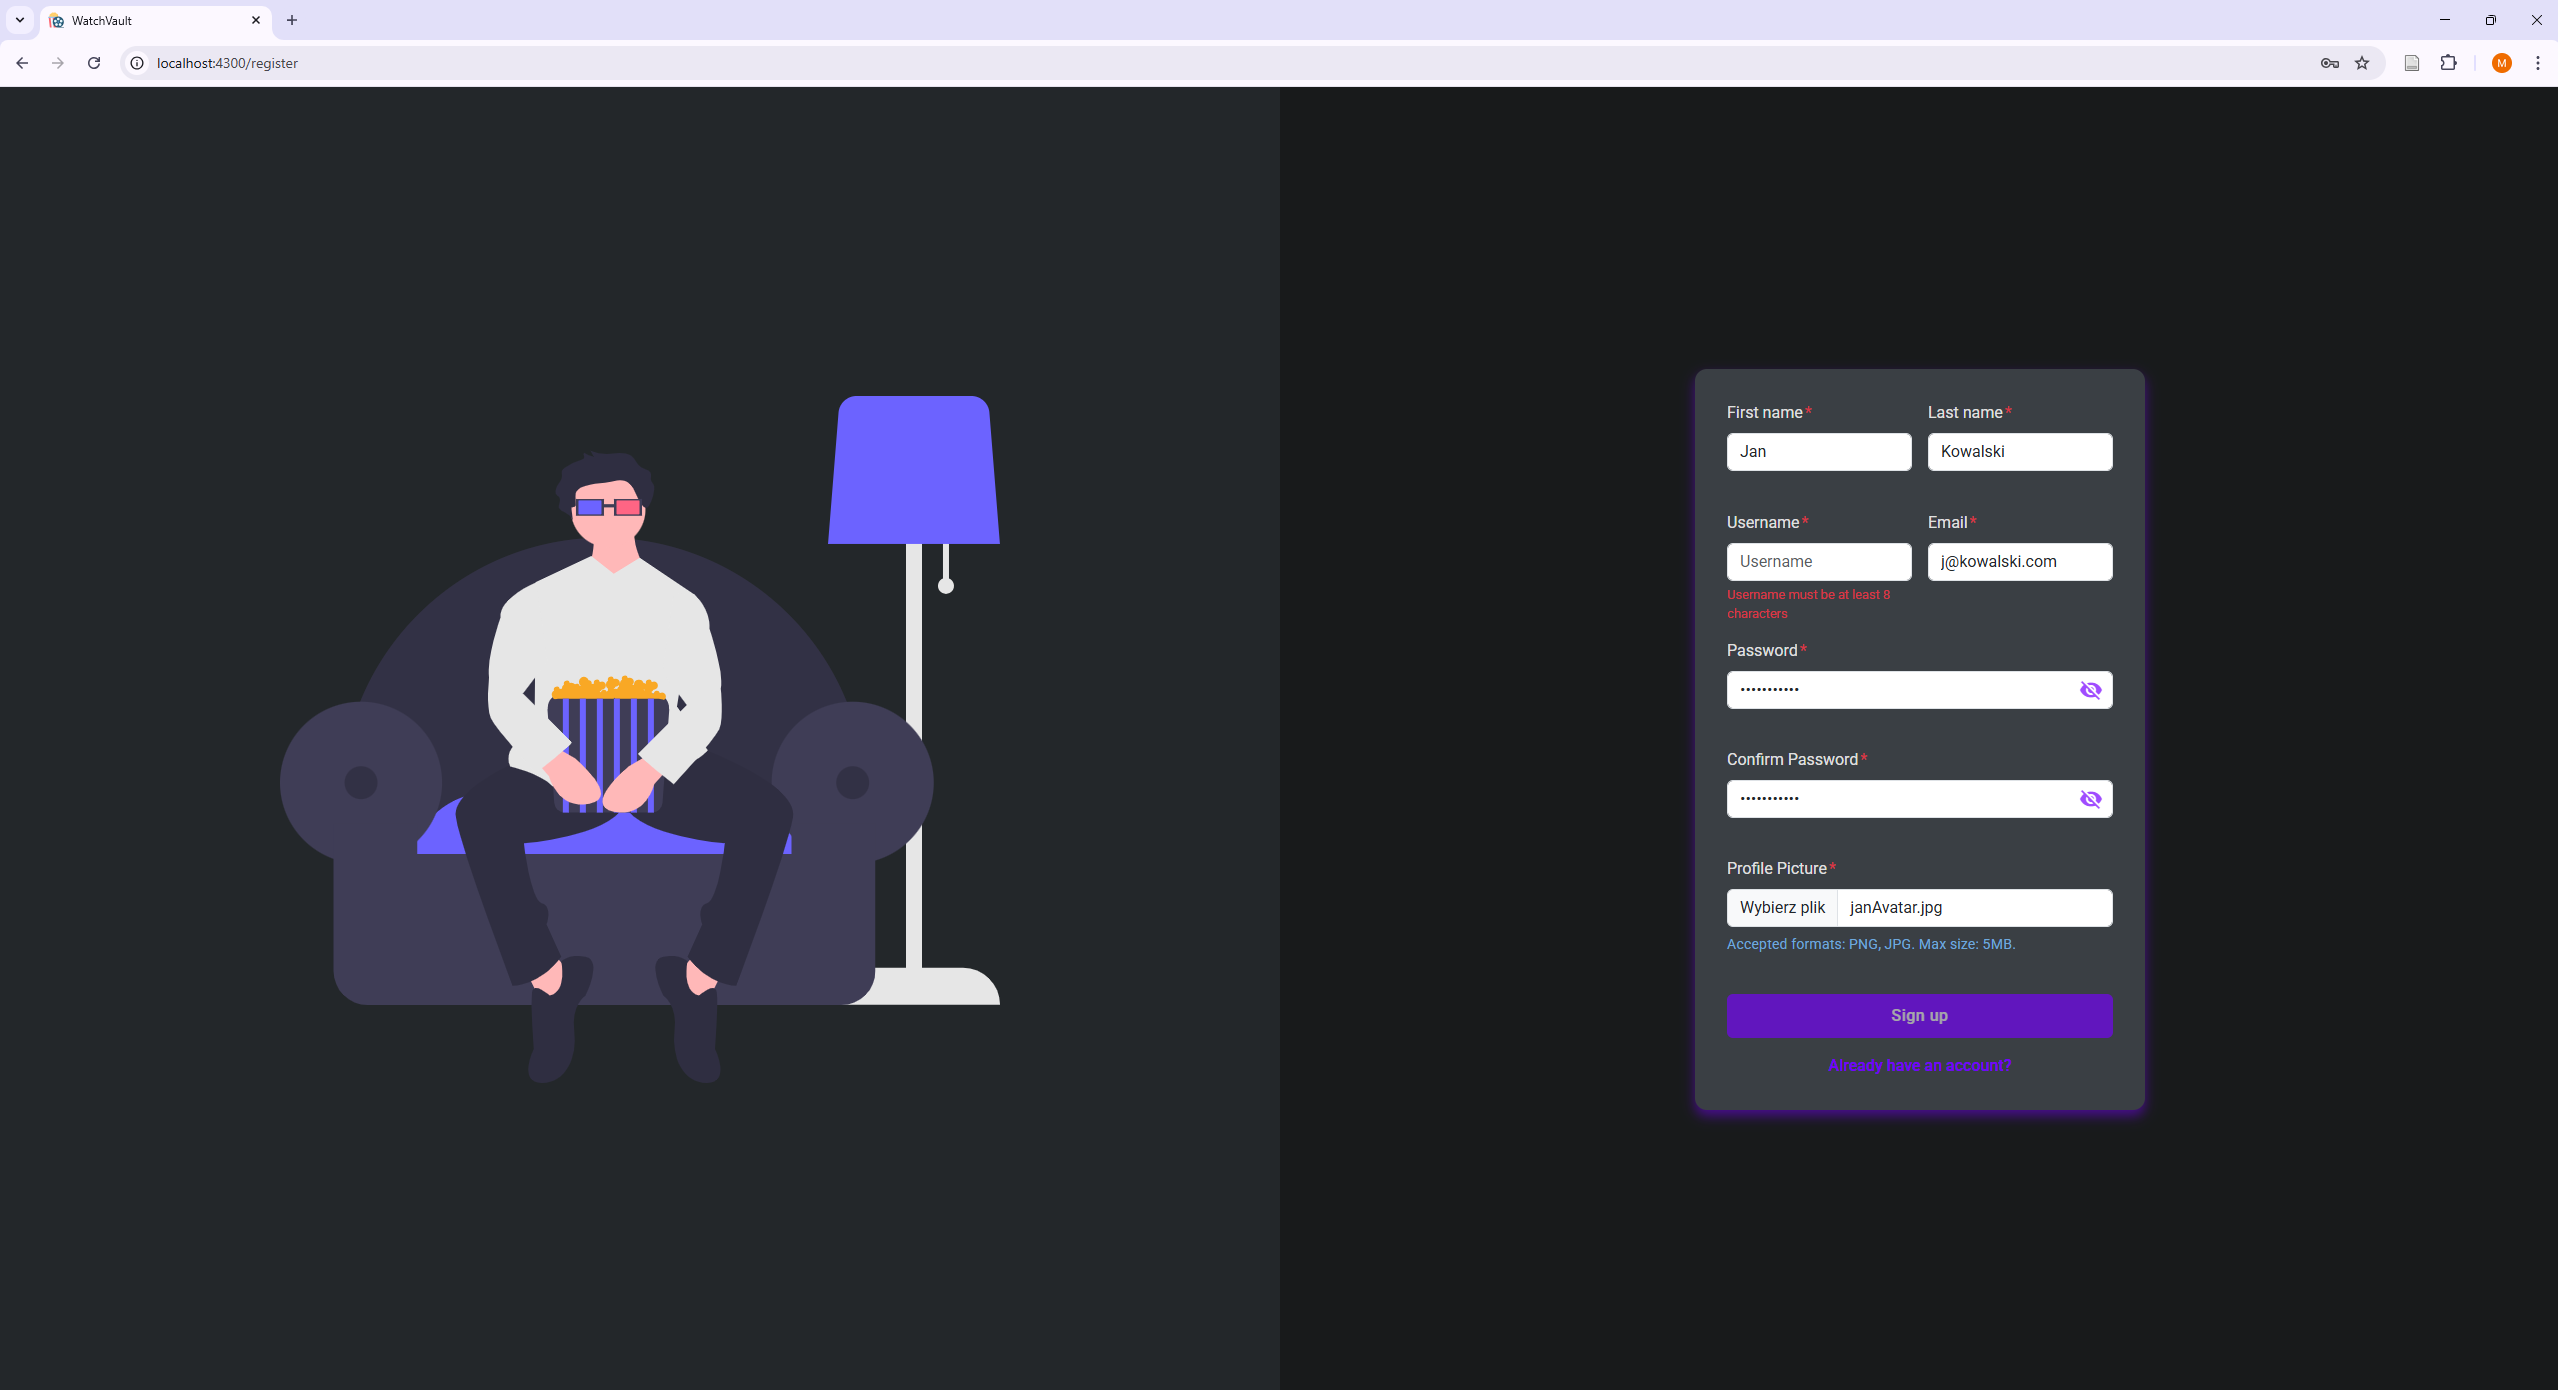 WatchVault
localhost:4300/register
M
First name* Last name*
Jan Kowalski
Username* Email*
Username j@kowalski.com
Username must be at least 8
characters
Password*
•••••••••••
Confirm Password*
•••••••••••
Profile Picture*
Wybierz plik janAvatar.jpg
Accepted formats: PNG, JPG. Max size: 5MB.
Sign up
Already have an account?